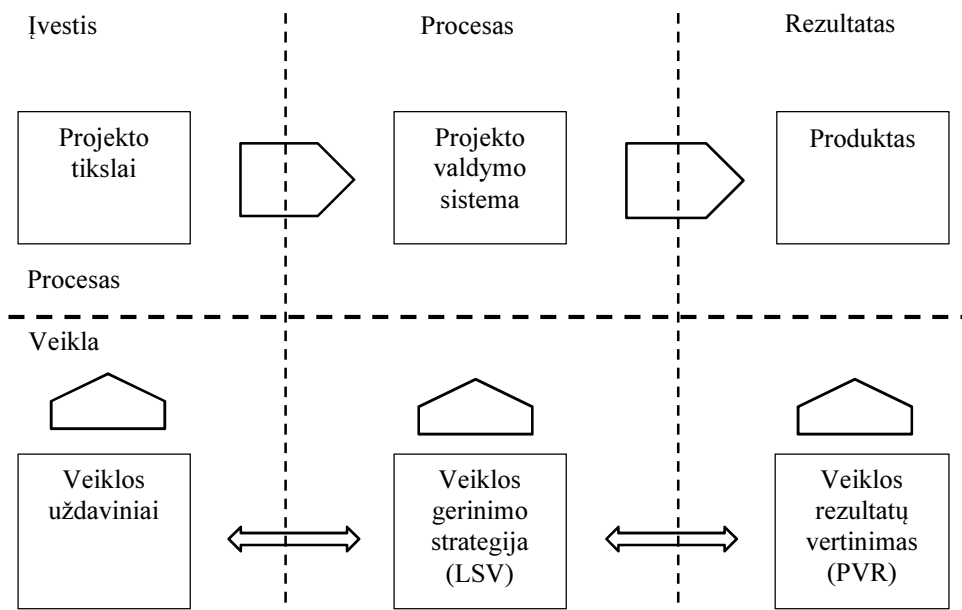 Įvestis
Procesas
Rezultatas
Projekto
tikslai
Projekto
valdymo
sistema
Produktas
Procesas
Veikla
Veiklos
uždaviniai
Veiklos
gerinimo
strategija
(LSV)
Veiklos
rezultatų
vertinimas
(PVR)